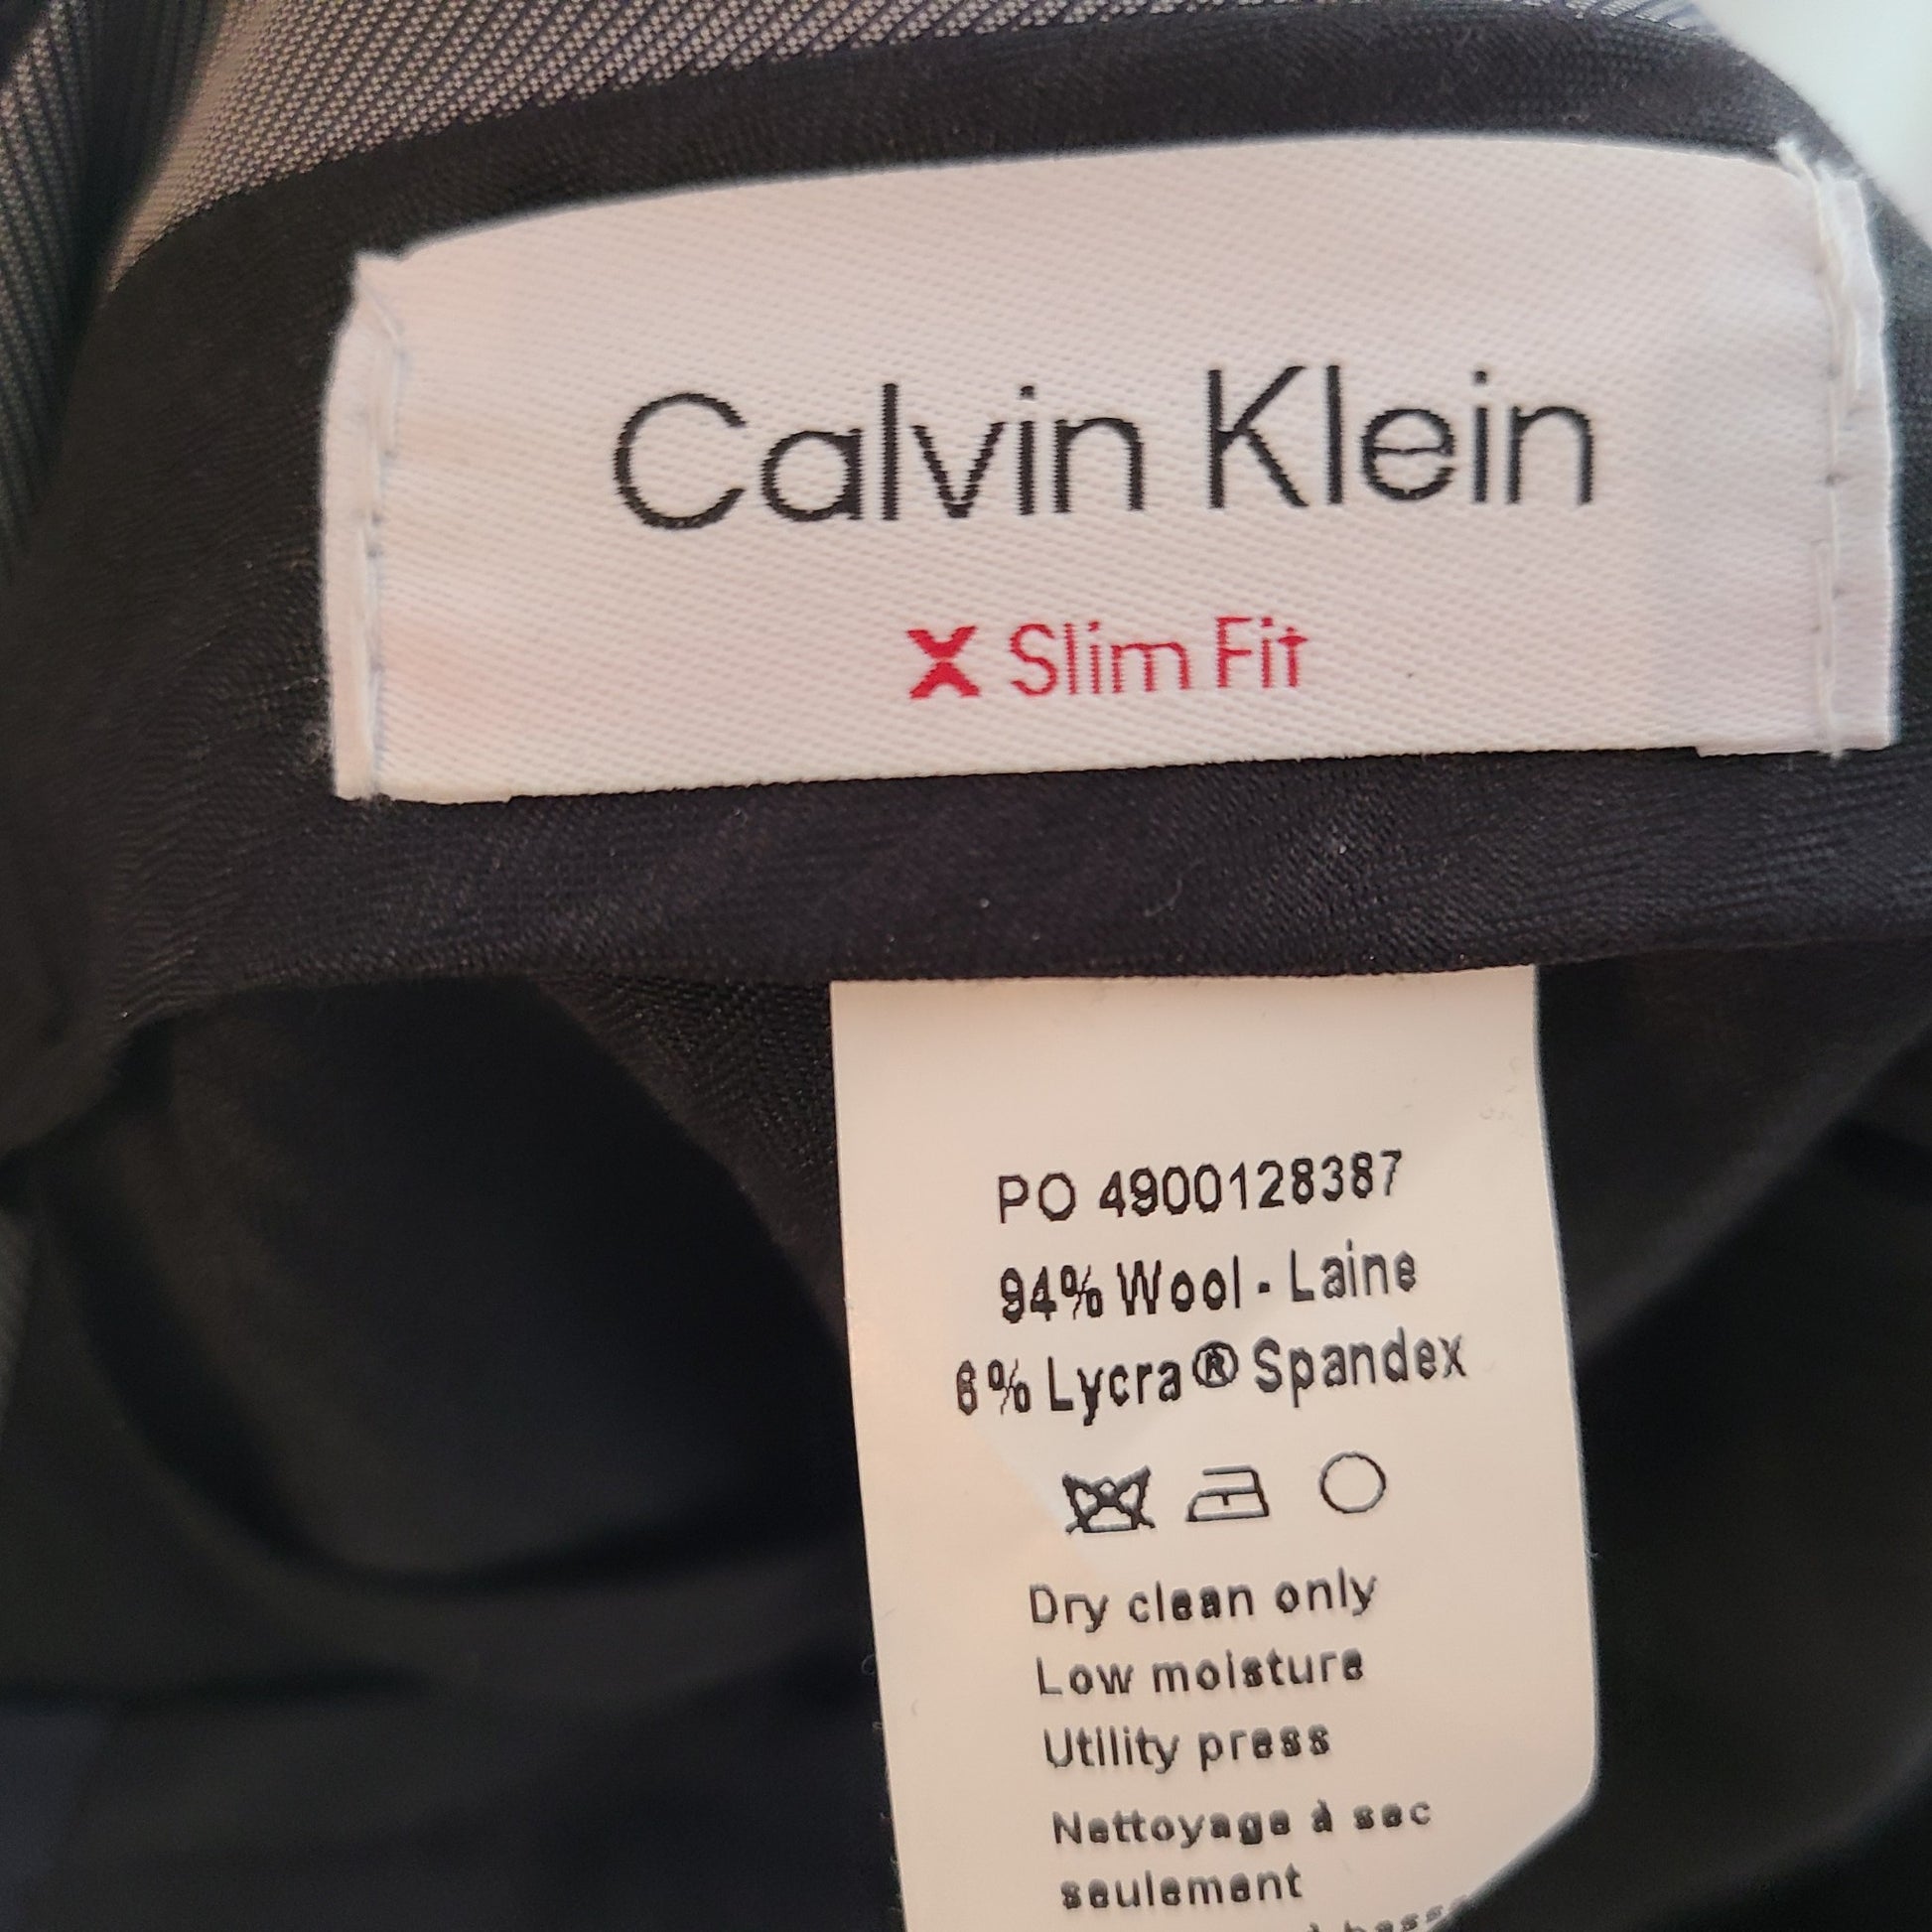 Calvin Klein
X Slim Fit
PO 4900128387
94% Wool - Laine
6% Lycra® Spandex
Dry clean only
Low moisture
Utility press
Nettoyage à sec
seulement